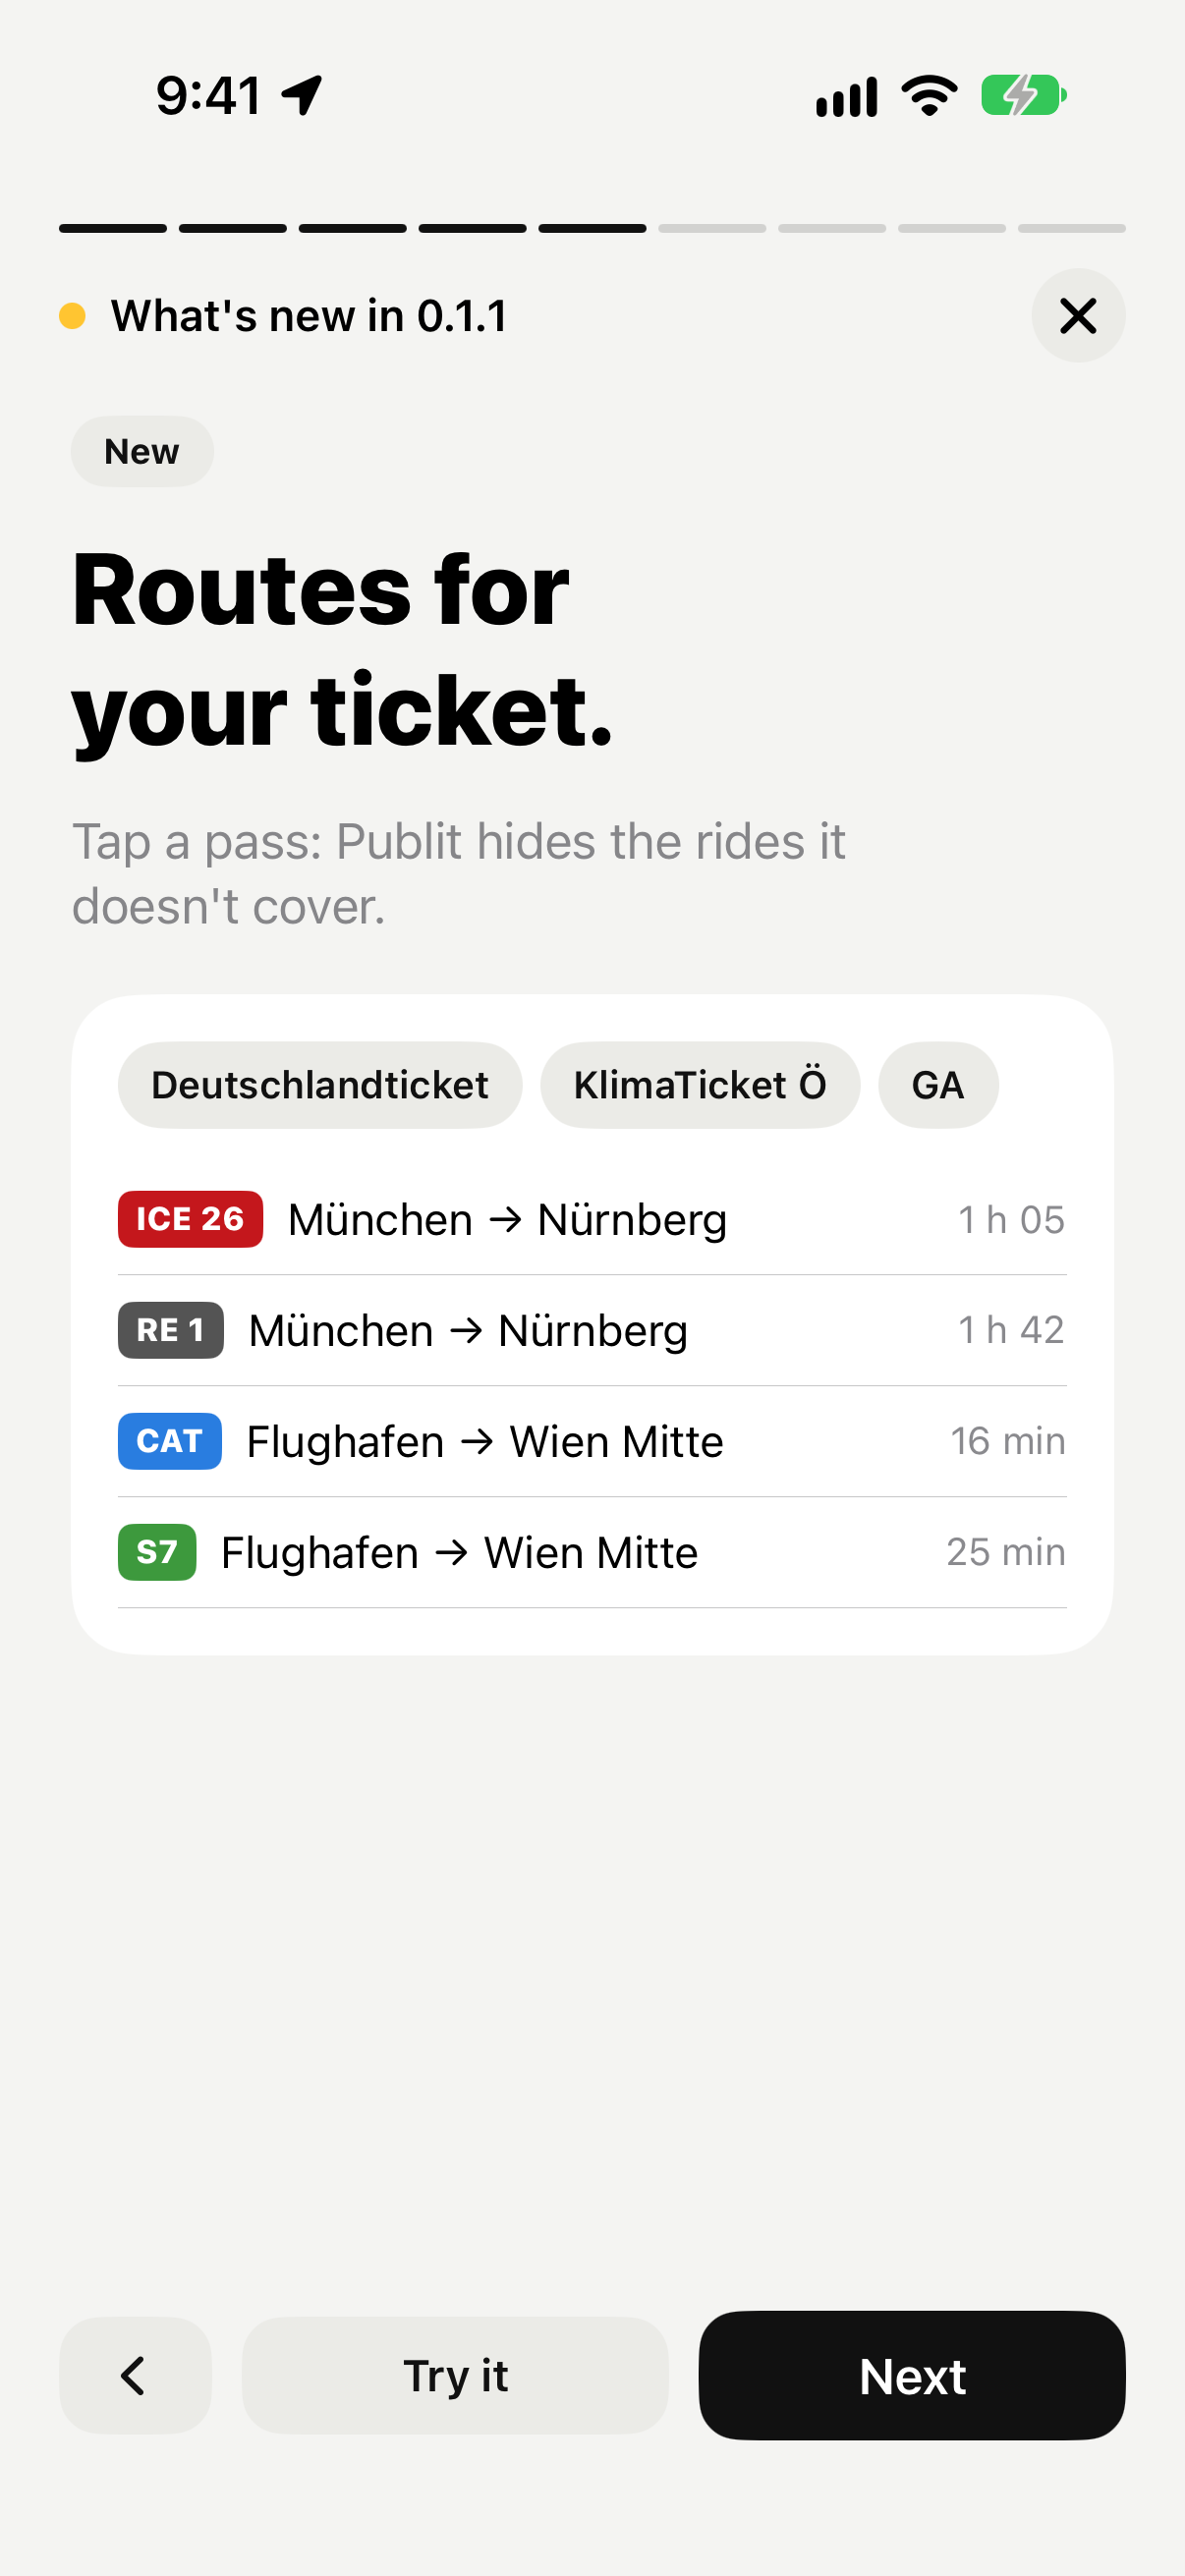 9:41
What's new in 0.1.1
New
Routes for
your ticket.
Tap a pass: Publit hides the rides it
doesn't cover.
Deutschlandticket KlimaTicket Ö GA
ICE 26 München → Nürnberg 1 h 05
RE 1 München → Nürnberg 1 h 42
CAT Flughafen → Wien Mitte 16 min
S7 Flughafen → Wien Mitte 25 min
Try it Next